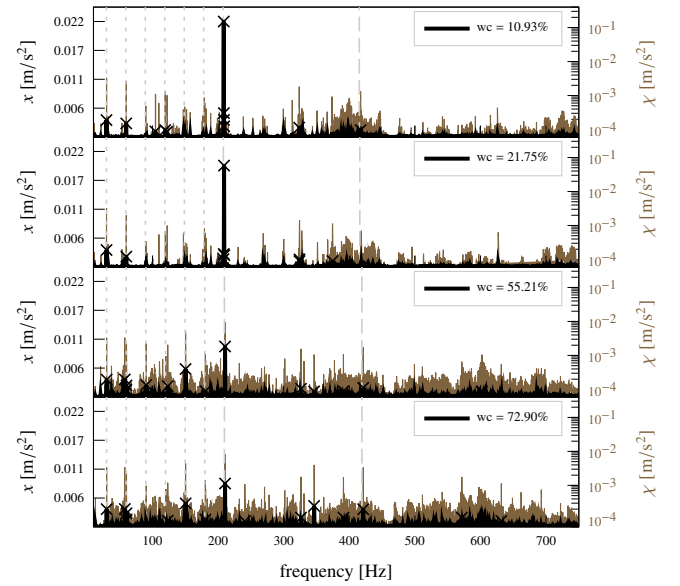 0.022
0.017
0.011
0.006
x [m/s²]
wc = 10.93%
10⁻¹
10⁻²
10⁻³
10⁻⁴
χ [m/s²]
0.022
0.017
0.011
0.006
x [m/s²]
wc = 21.75%
10⁻¹
10⁻²
10⁻³
10⁻⁴
χ [m/s²]
0.022
0.017
0.011
0.006
x [m/s²]
wc = 55.21%
10⁻¹
10⁻²
10⁻³
10⁻⁴
χ [m/s²]
0.022
0.017
0.011
0.006
x [m/s²]
wc = 72.90%
10⁻¹
10⁻²
10⁻³
10⁻⁴
χ [m/s²]
100 200 300 400 500 600 700
frequency [Hz]